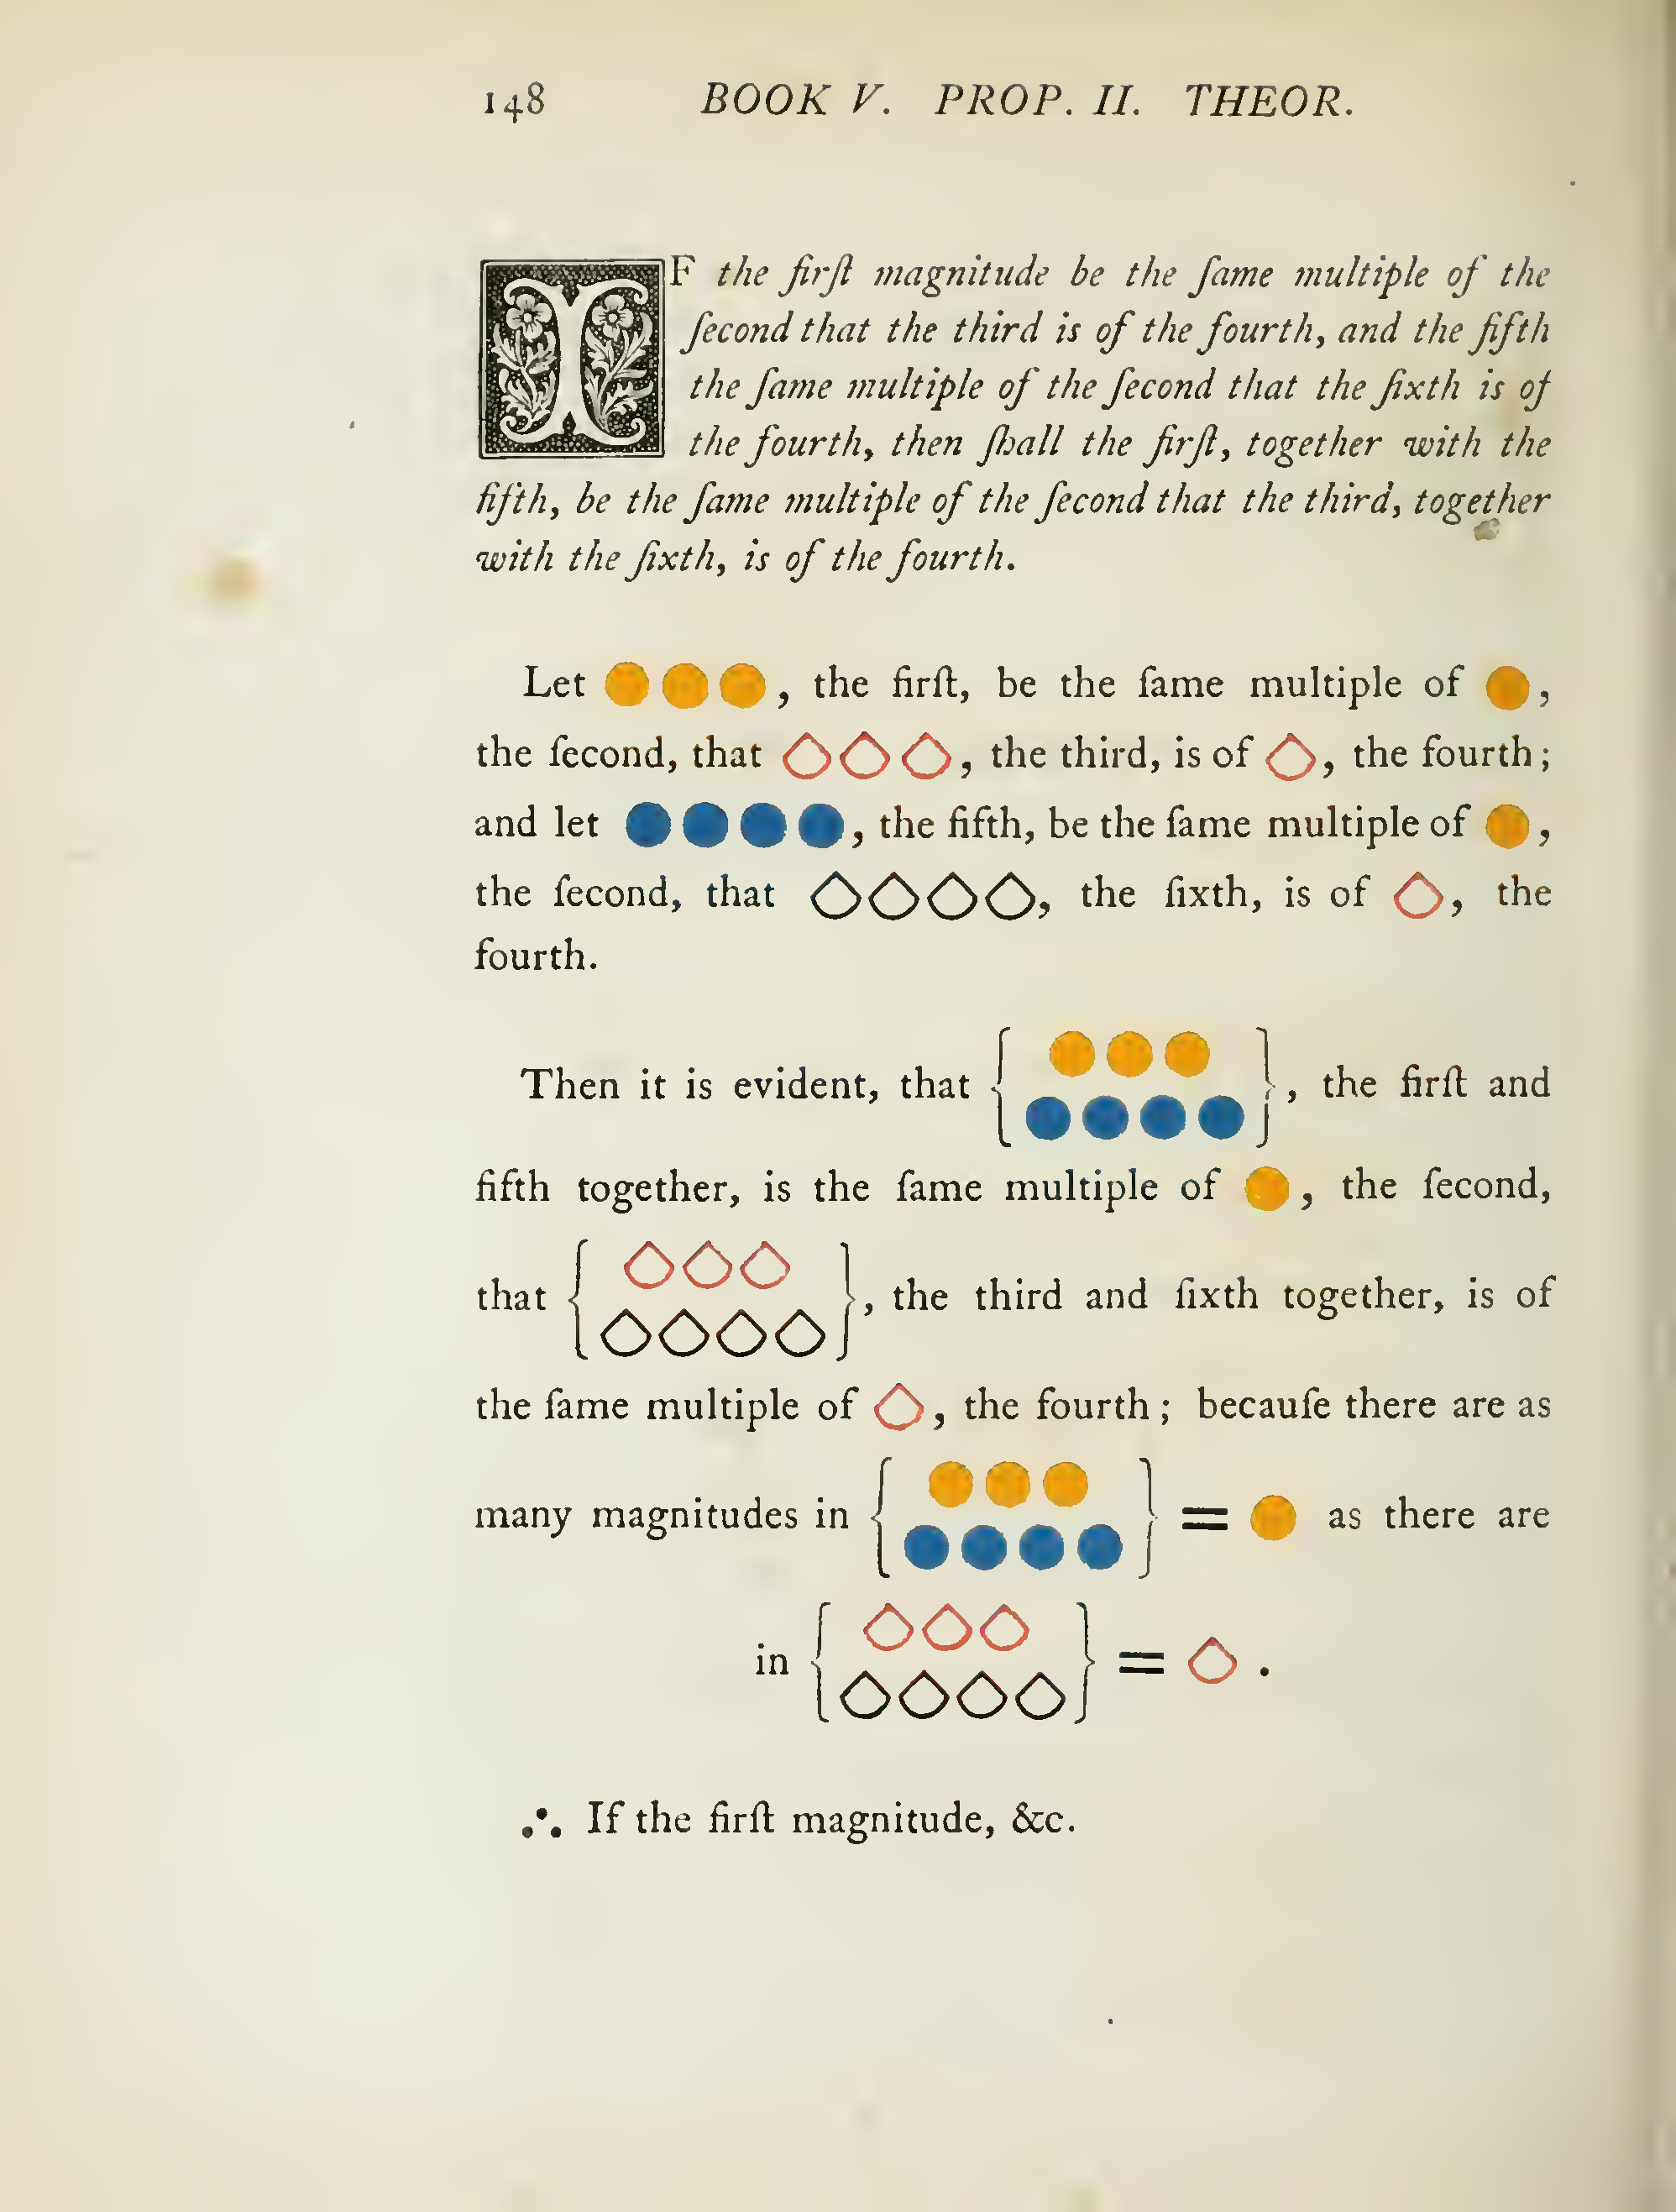 148 BOOK V. PROP. II. THEOR.
IF the firſt magnitude be the ſame multiple of the
ſecond that the third is of the fourth, and the fifth
the ſame multiple of the ſecond that the ſixth is of
the fourth, then ſhall the firſt, together with the
fifth, be the ſame multiple of the ſecond that the third, together
with the ſixth, is of the fourth.
Let , the firſt, be the ſame multiple of ,
the ſecond, that , the third, is of , the fourth;
and let , the fifth, be the ſame multiple of ,
the ſecond, that , the ſixth, is of , the
fourth.
Then it is evident, that { }, the firſt and
fifth together, is the ſame multiple of , the ſecond,
that { }, the third and ſixth together, is of
the ſame multiple of , the fourth; becauſe there are as
many magnitudes in { } = as there are
in { } = .
∴ If the firſt magnitude, &c.